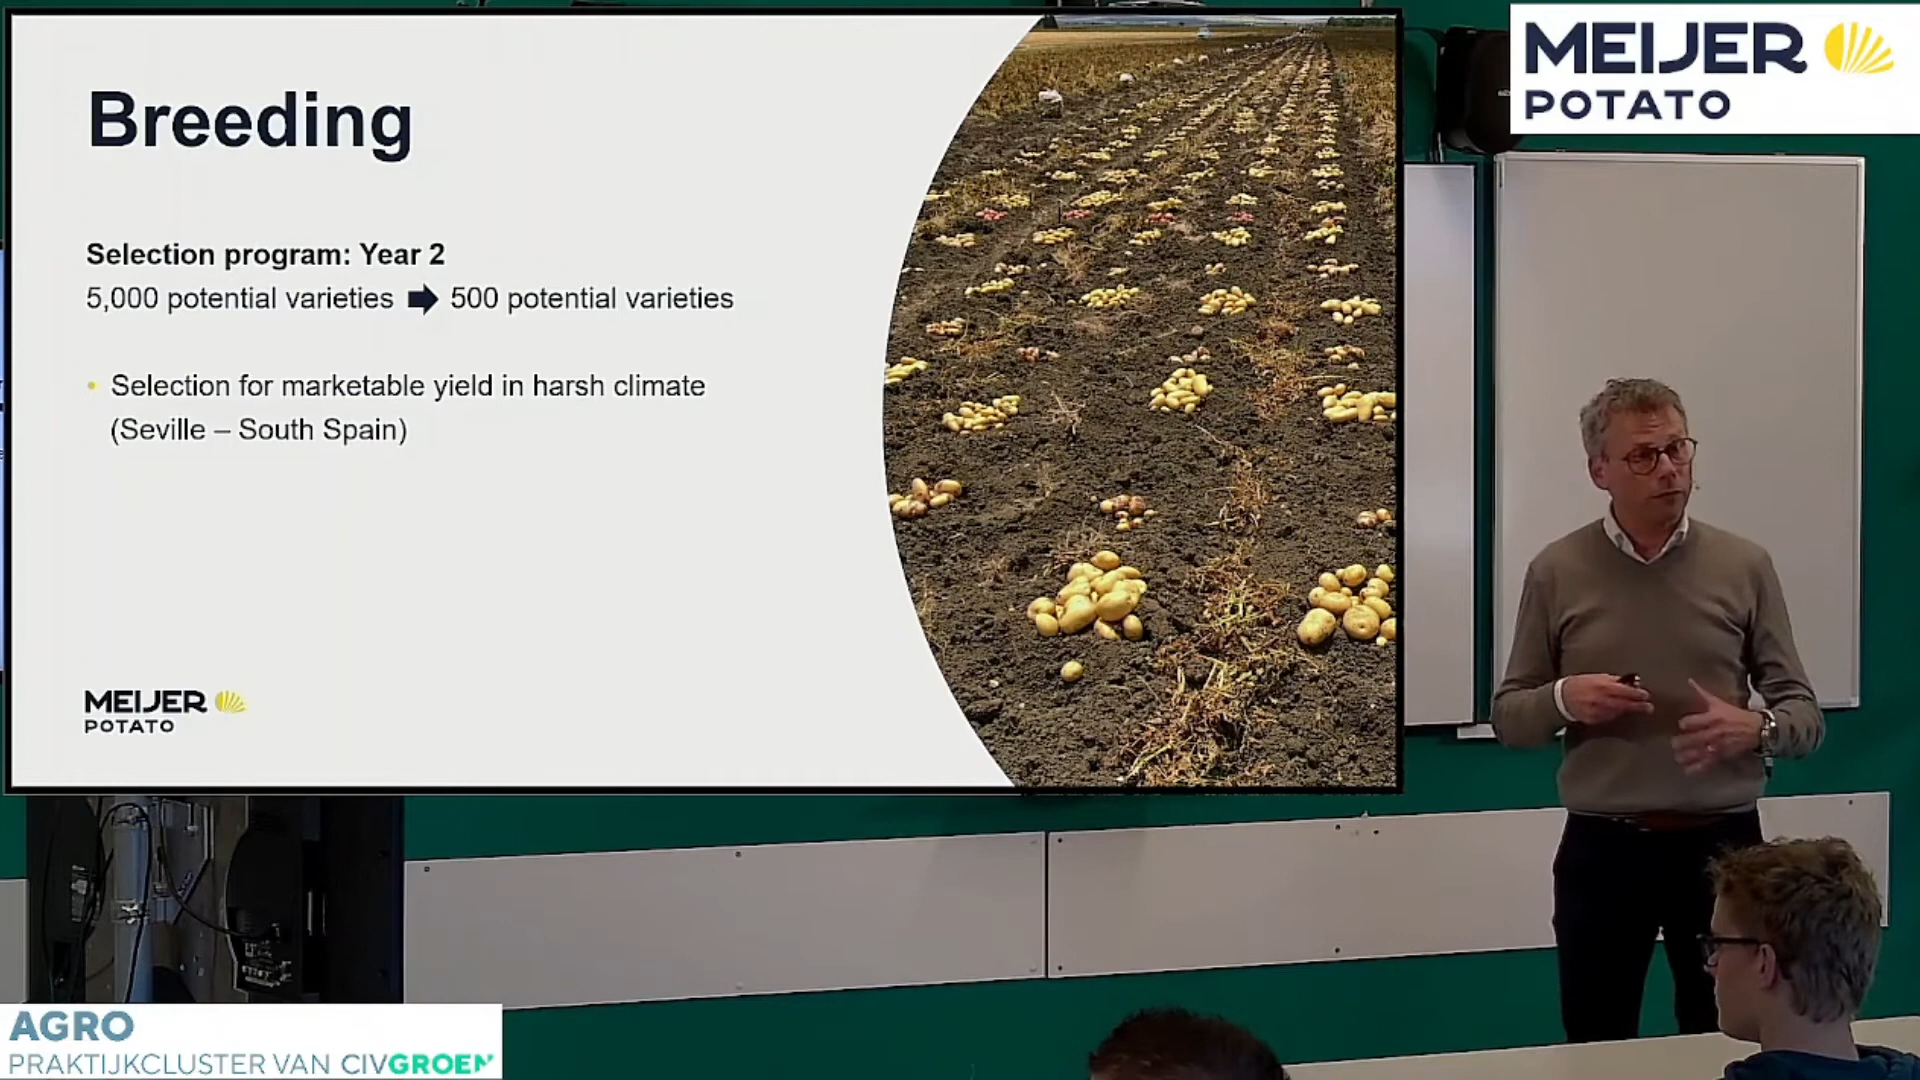 Breeding
Selection program: Year 2
5,000 potential varieties ➡ 500 potential varieties
• Selection for marketable yield in harsh climate
(Seville – South Spain)
MEIJER
POTATO
MEIJER
POTATO
AGRO
PRAKTIJKCLUSTER VAN CIVGROEN